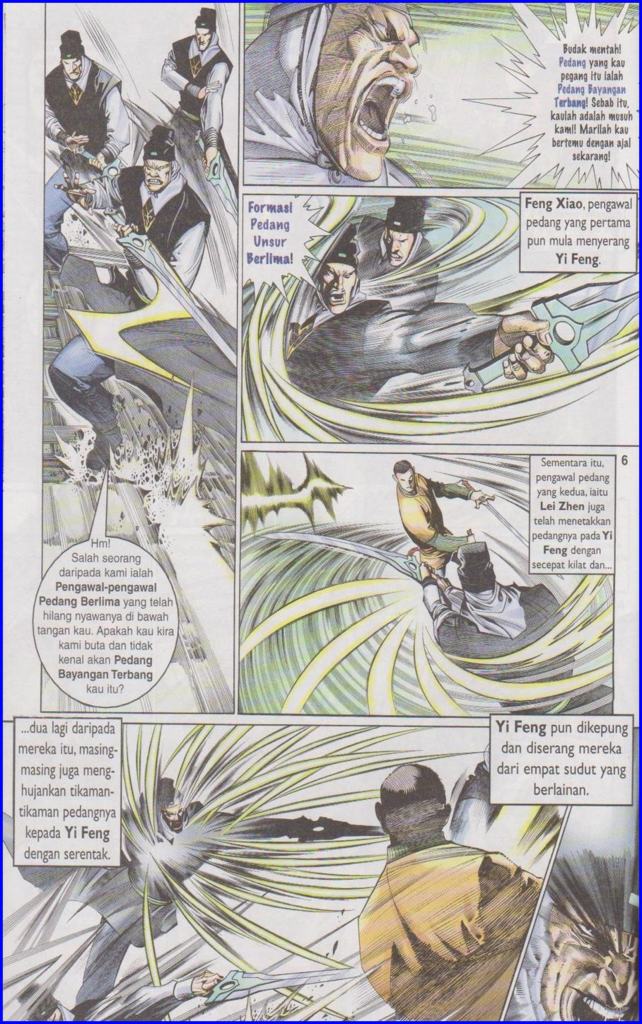 Hm!
Salah seorang
daripada kami ialah
Pengawal-pengawal
Pedang Berlima yang telah
hilang nyawanya di bawah
tangan kau. Apakah kau kira
kami buta dan tidak
kenal akan Pedang
Bayangan Terbang
kau itu?
Budak mentah!
Pedang yang kau
pegang itu ialah
Pedang Bayangan
Terbang! Sebab itu,
kaulah adalah musuh
kami! Marilah kau
bertemu dengan ajal
sekarang!
Formasi
Pedang
Unsur
Berlima!
Feng Xiao, pengawal
pedang yang pertama
pun mula menyerang
Yi Feng.
6
Sementara itu,
pengawal pedang
yang kedua, iaitu
Lei Zhen juga
telah menetakkan
pedangnya pada Yi
Feng dengan
secepat kilat dan...
...dua lagi daripada
mereka itu, masing-
masing juga meng-
hujankan tikaman-
tikaman pedangnya
kepada Yi Feng
dengan serentak.
Yi Feng pun dikepung
dan diserang mereka
dari empat sudut yang
berlainan.